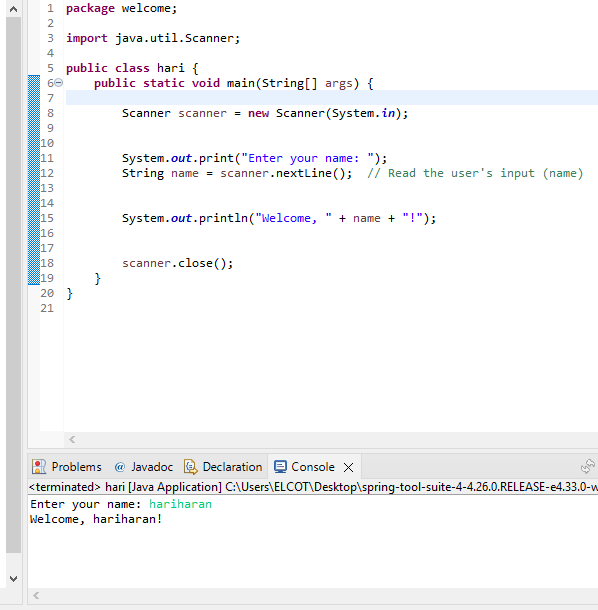 1 package welcome;
2
3 import java.util.Scanner;
4
5 public class hari {
6 public static void main(String[] args) {
7
8 Scanner scanner = new Scanner(System.in);
9
10
11 System.out.print("Enter your name: ");
12 String name = scanner.nextLine();  // Read the user's input (name)
13
14
15 System.out.println("Welcome, " + name + "!");
16
17
18 scanner.close();
19 }
20 }
21
Problems @ Javadoc Declaration Console
<terminated> hari [Java Application] C:\Users\ELCOT\Desktop\spring-tool-suite-4-4.26.0.RELEASE-e4.33.0-w
Enter your name: hariharan
Welcome, hariharan!